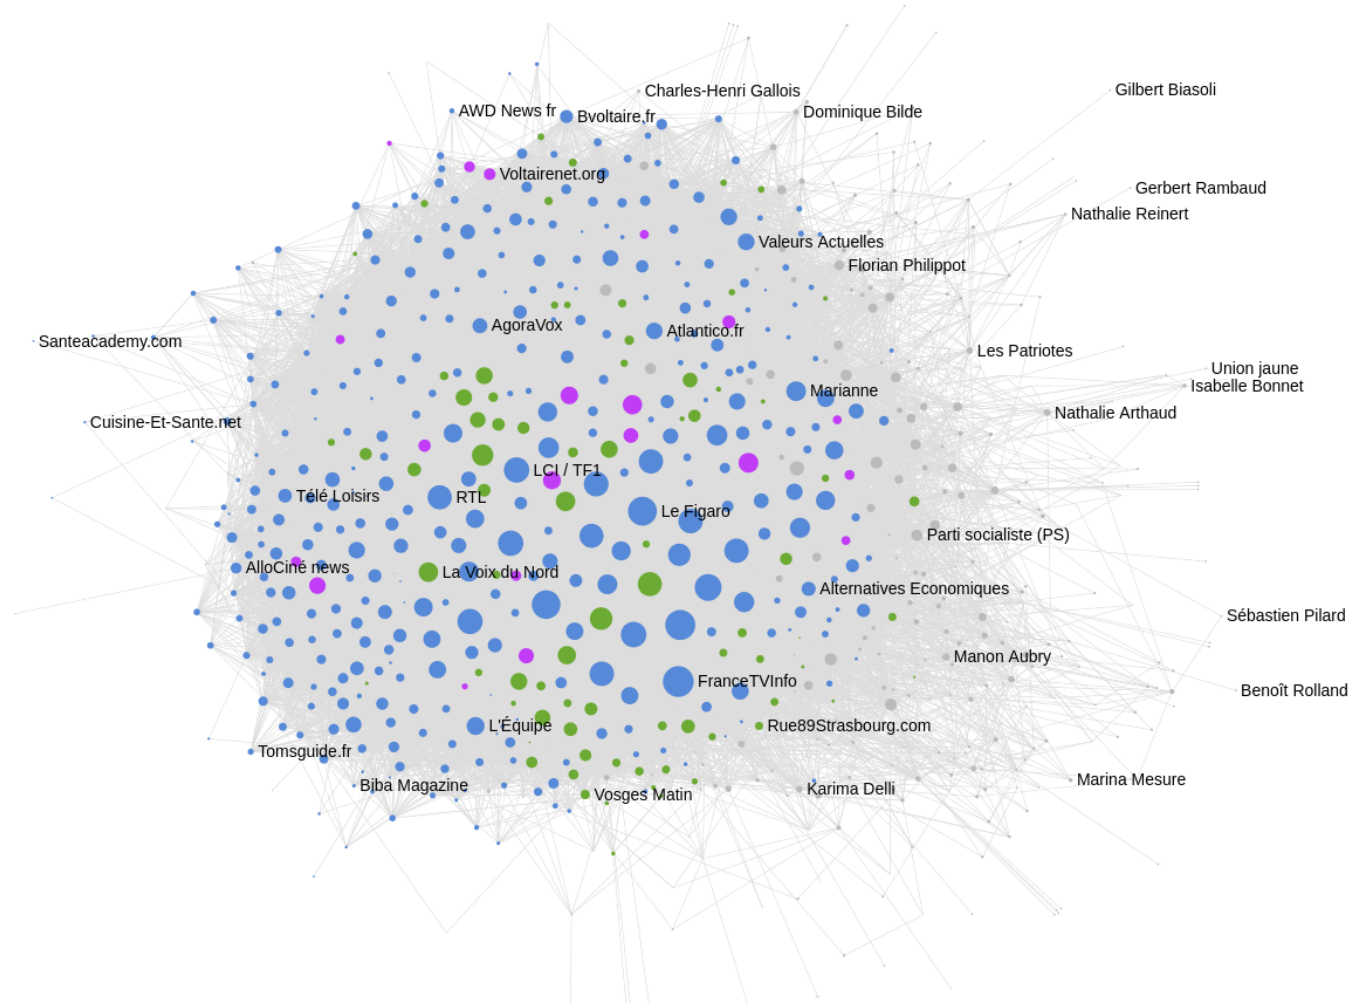 Gilbert Biasoli
Charles-Henri Gallois
AWD News fr
Bvoltaire.fr
Dominique Bilde
Voltairenet.org
Gerbert Rambaud
Nathalie Reinert
Valeurs Actuelles
Florian Philippot
AgoraVox
Atlantico.fr
Santeacademy.com
Les Patriotes
Union jaune
Isabelle Bonnet
Marianne
Nathalie Arthaud
Cuisine-Et-Sante.net
LCI / TF1
Télé Loisirs
RTL
Le Figaro
Parti socialiste (PS)
AlloCiné news
La Voix du Nord
Alternatives Economiques
Sébastien Pilard
Manon Aubry
FranceTVInfo
Benoît Rolland
L'Équipe
Rue89Strasbourg.com
Tomsguide.fr
Marina Mesure
Biba Magazine
Karima Delli
Vosges Matin